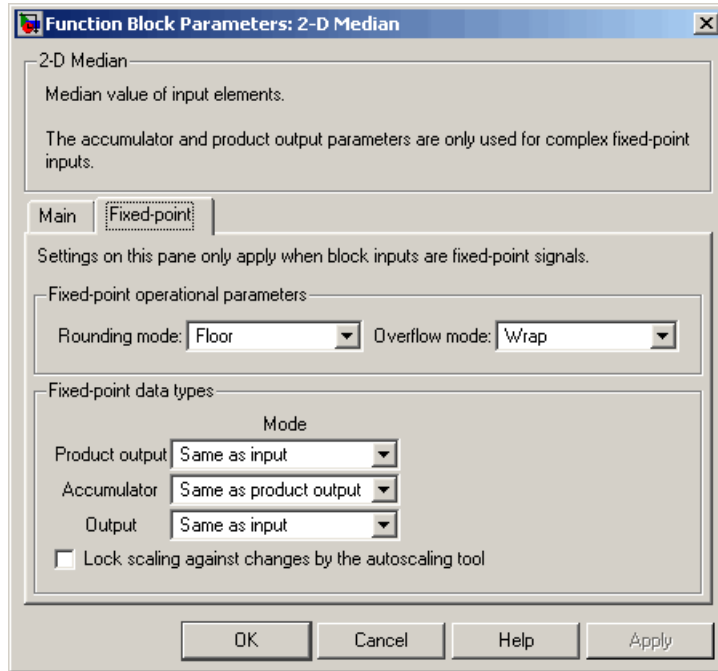 Function Block Parameters: 2-D Median
2-D Median
Median value of input elements.
The accumulator and product output parameters are only used for complex fixed-point
inputs.
Main Fixed-point
Settings on this pane only apply when block inputs are fixed-point signals.
Fixed-point operational parameters
Rounding mode: Floor Overflow mode: Wrap
Fixed-point data types
Mode
Product output Same as input
Accumulator Same as product output
Output Same as input
Lock scaling against changes by the autoscaling tool
OK Cancel Help Apply